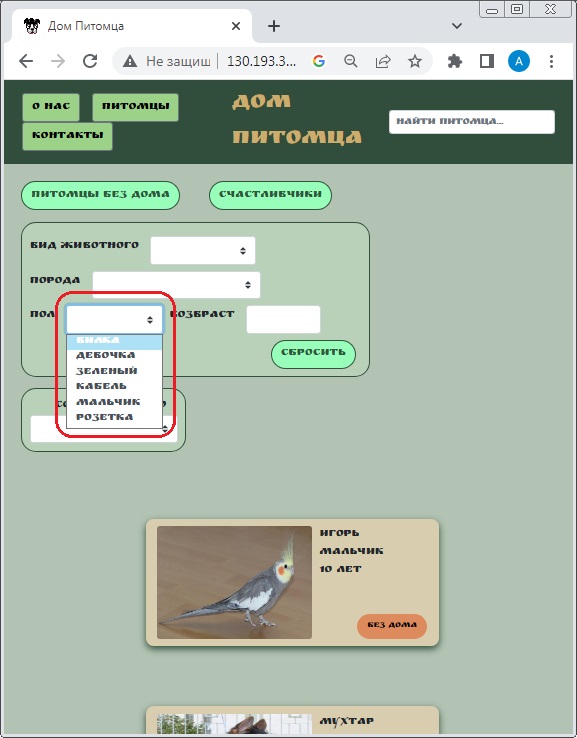 Дом Питомца
Не защищ
130.193.3...
А
О НАС
ПИТОМЦЫ
КОНТАКТЫ
ДОМ
ПИТОМЦА
НАЙТИ ПИТОМЦА...
ПИТОМЦЫ БЕЗ ДОМА
СЧАСТЛИВЧИКИ
ВИД ЖИВОТНОГО
ПОРОДА
ПОЛ
ВОЗВРАСТ
ВИЛКА
ДЕВОЧКА
ЗЕЛЕНЫЙ
КАБЕЛЬ
МАЛЬЧИК
РОЗЕТКА
СБРОСИТЬ
ИГОРЬ
МАЛЬЧИК
10 ЛЕТ
БЕЗ ДОМА
МУХТАР